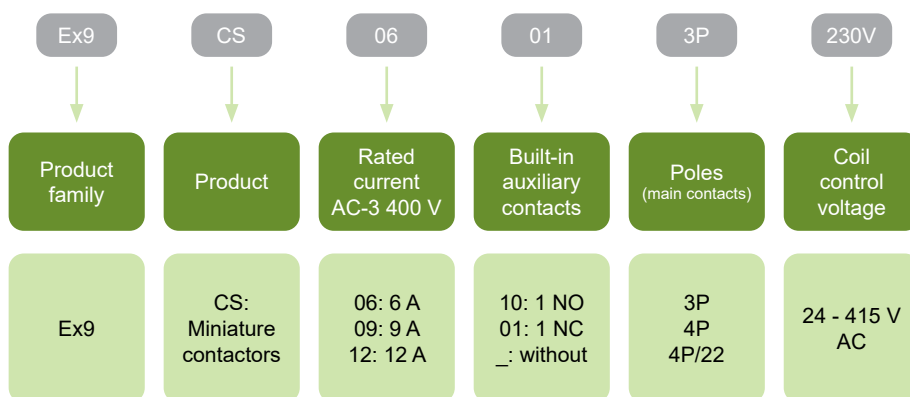 Ex9 CS 06 01 3P 230V
Product
family
Product
Rated
current
AC-3 400 V
Built-in
auxiliary
contacts
Poles
(main contacts)
Coil
control
voltage
Ex9
CS:
Miniature
contactors
06: 6 A
09: 9 A
12: 12 A
10: 1 NO
01: 1 NC
_: without
3P
4P
4P/22
24 - 415 V
AC